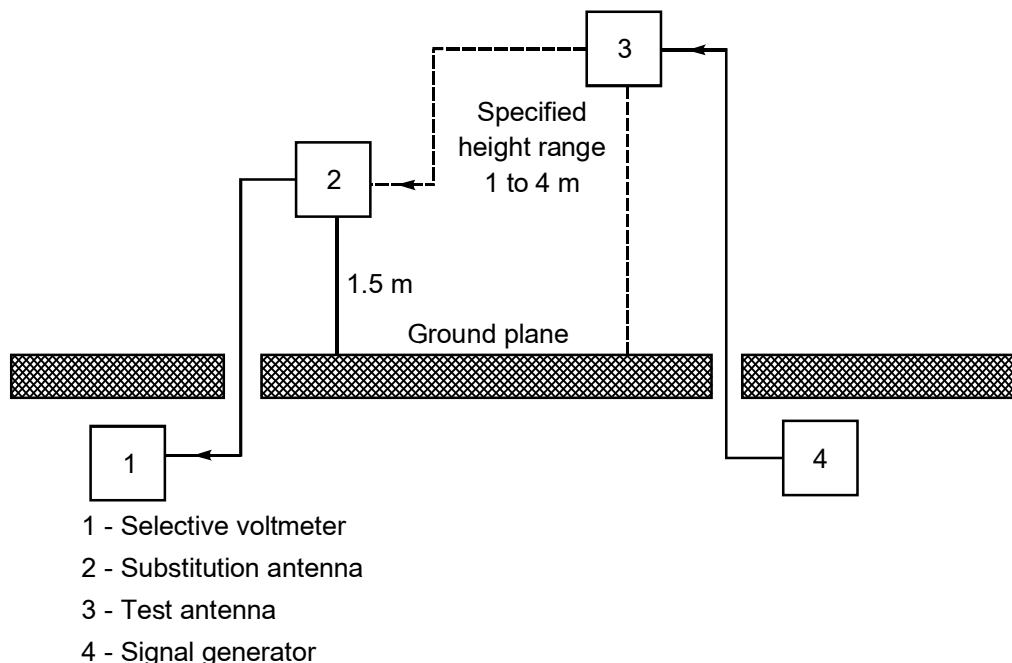 3
Specified
height range
1 to 4 m
2
1.5 m
Ground plane
1
4
1 - Selective voltmeter
2 - Substitution antenna
3 - Test antenna
4 - Signal generator